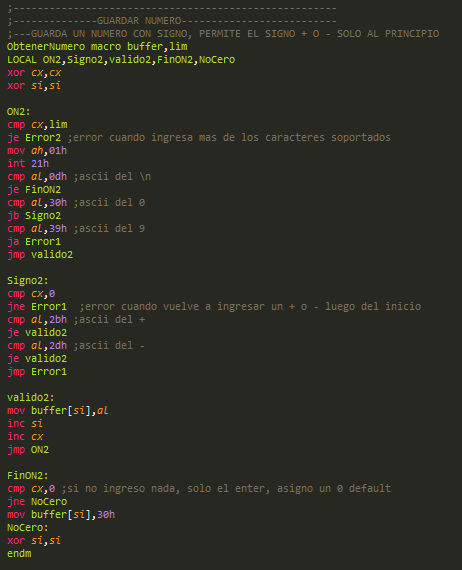 ;---------------------------------------------------
;-------------GUARDAR NUMERO------------------------
;---GUARDA UN NUMERO CON SIGNO, PERMITE EL SIGNO + O - SOLO AL PRINCIPIO
ObtenerNumero macro buffer,lim
LOCAL ON2,Signo2,valido2,FinON2,NoCero
xor cx,cx
xor si,si
ON2:
cmp cx,lim
je Error2 ;error cuando ingresa mas de los caracteres soportados
mov ah,01h
int 21h
cmp al,0dh ;ascii del \n
je FinON2
cmp al,30h ;ascii del 0
jb Signo2
cmp al,39h ;ascii del 9
ja Error1
jmp valido2
Signo2:
cmp cx,0
jne Error1  ;error cuando vuelve a ingresar un + o - luego del inicio
cmp al,2bh ;ascii del +
je valido2
cmp al,2dh ;ascii del -
je valido2
jmp Error1
valido2:
mov buffer[si],al
inc si
inc cx
jmp ON2
FinON2:
cmp cx,0 ;si no ingreso nada, solo el enter, asigno un 0 default
jne NoCero
mov buffer[si],30h
NoCero:
xor si,si
endm